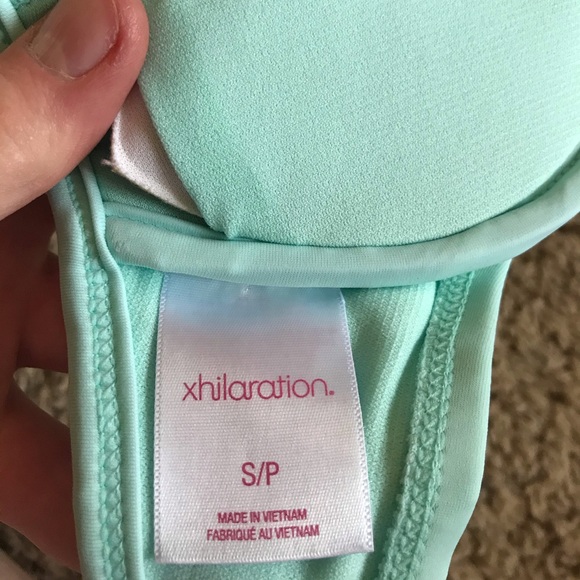 xhilaration.
S/P
MADE IN VIETNAM
FABRIQUÉ AU VIETNAM